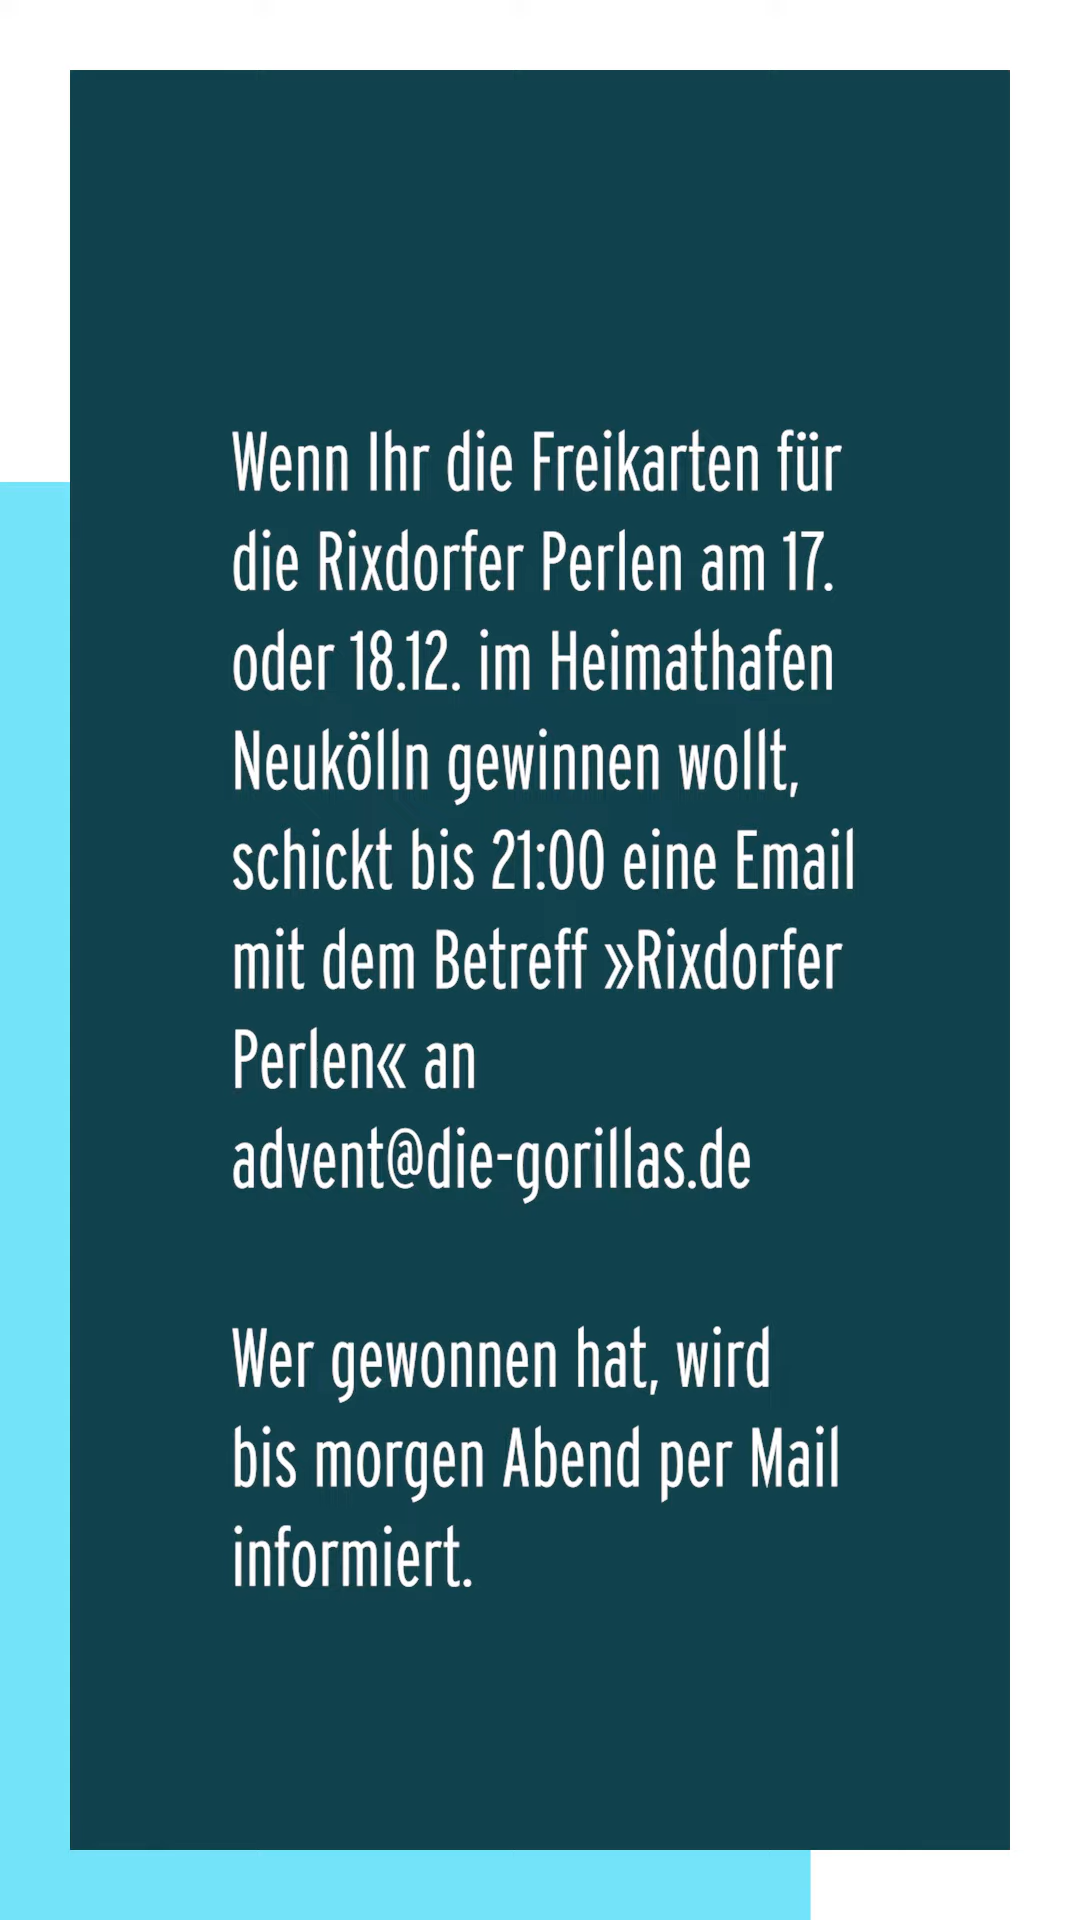 Wenn Ihr die Freikarten für
die Rixdorfer Perlen am 17.
oder 18.12. im Heimathafen
Neukölln gewinnen wollt,
schickt bis 21:00 eine Email
mit dem Betreff »Rixdorfer
Perlen« an
advent@die-gorillas.de
Wer gewonnen hat, wird
bis morgen Abend per Mail
informiert.